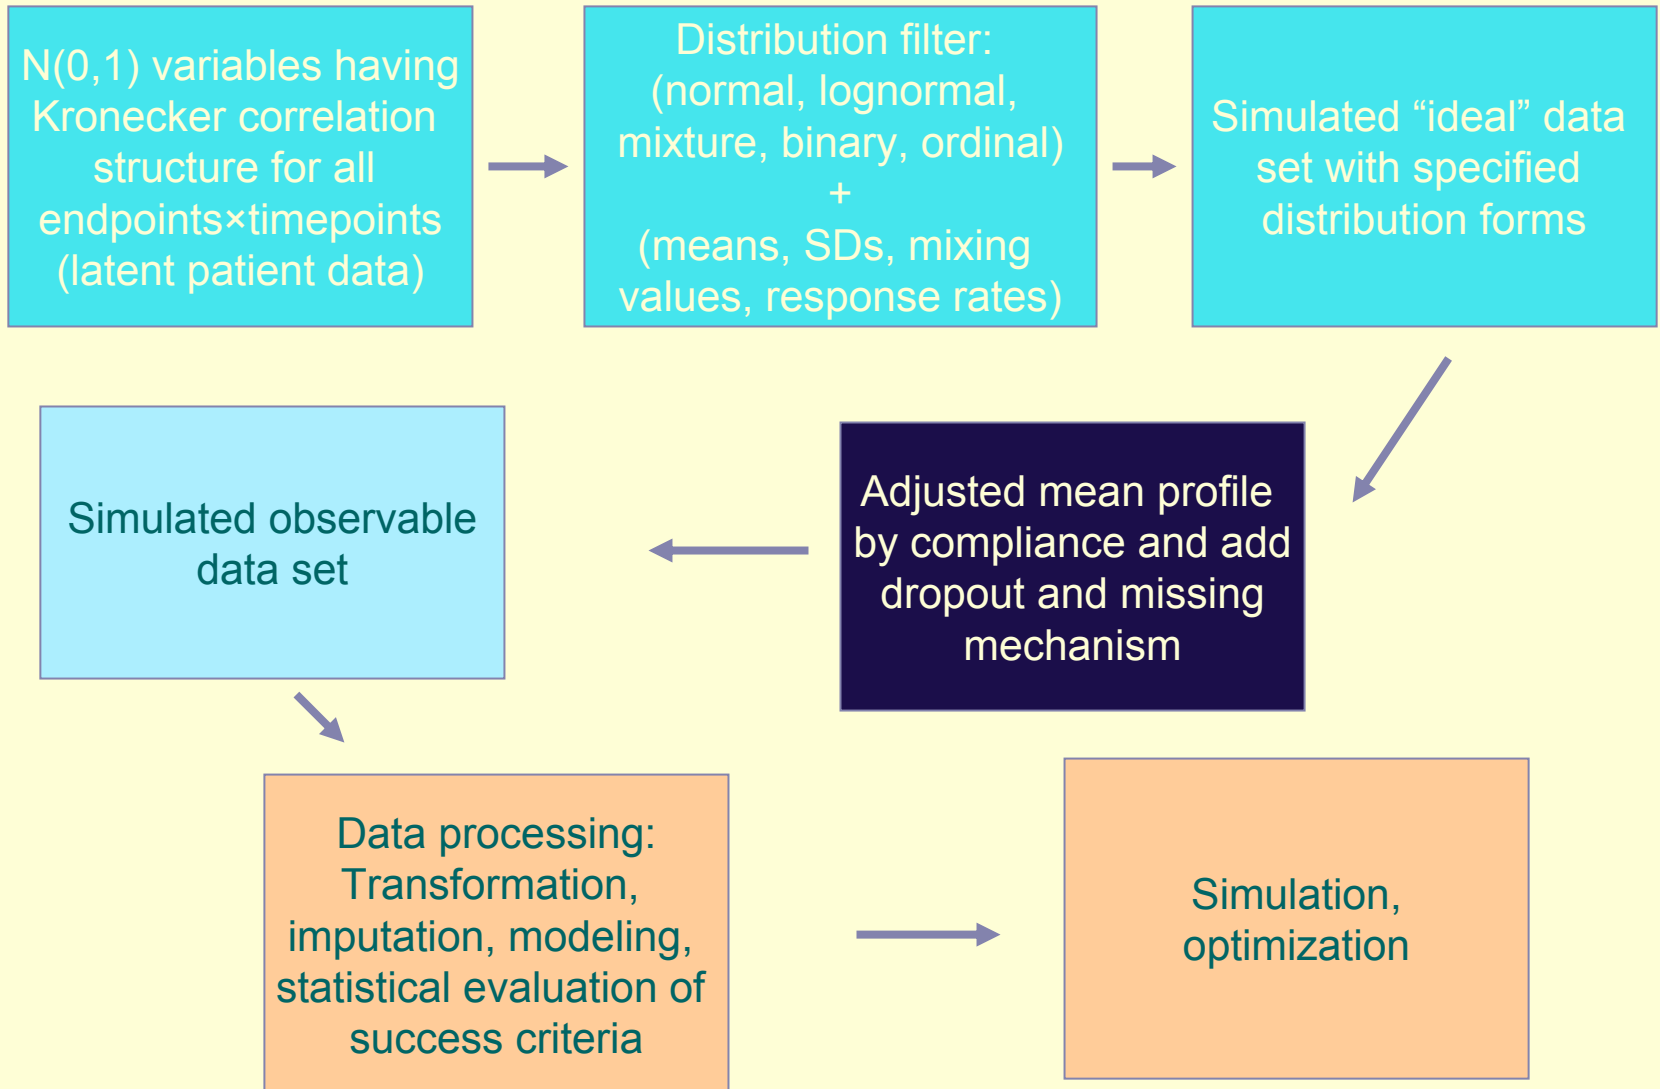 N(0,1) variables having
Kronecker correlation
structure for all
endpoints×timepoints
(latent patient data)
Distribution filter:
(normal, lognormal,
mixture, binary, ordinal)
+
(means, SDs, mixing
values, response rates)
Simulated “ideal” data
set with specified
distribution forms
Adjusted mean profile
by compliance and add
dropout and missing
mechanism
Simulated observable
data set
Data processing:
Transformation,
imputation, modeling,
statistical evaluation of
success criteria
Simulation,
optimization